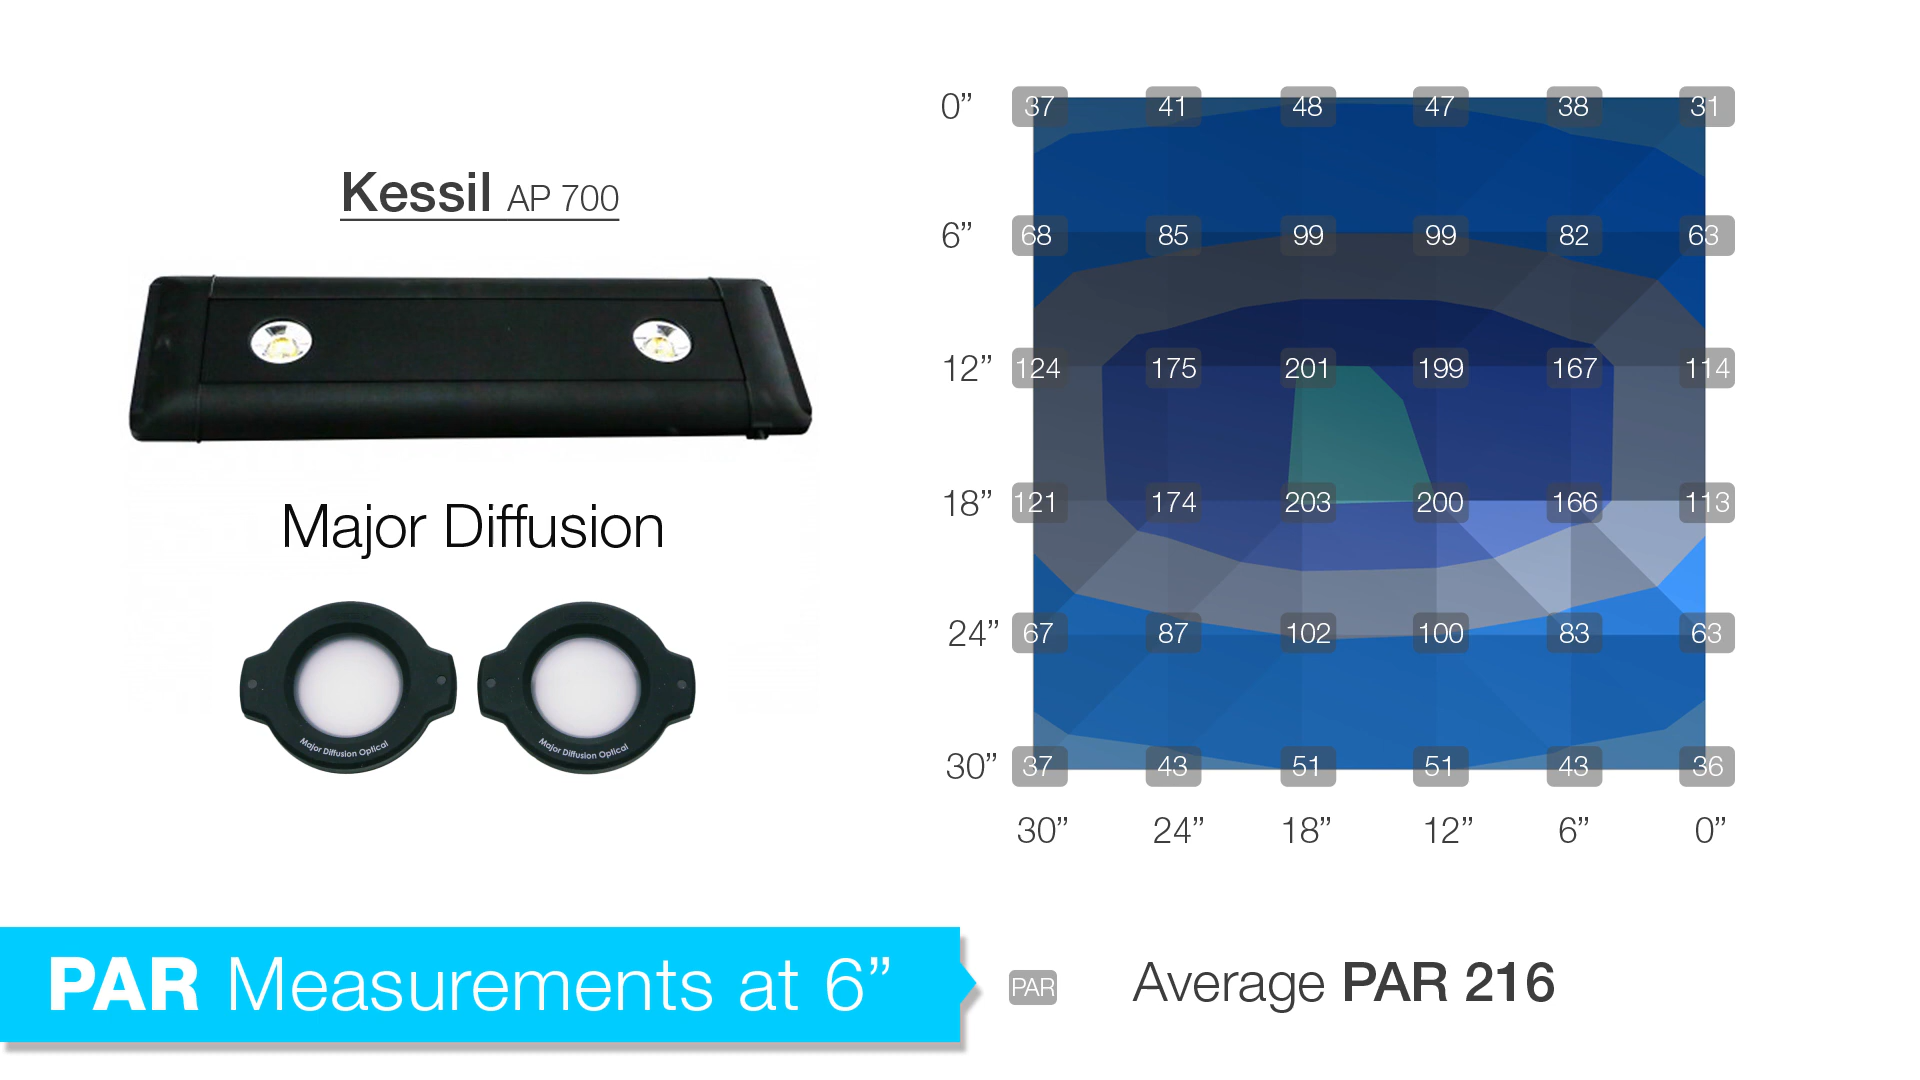 Kessil AP 700
Major Diffusion
Major Diffusion Optical
Major Diffusion Optical
0” 37 41 48 47 38 31
6” 68 85 99 99 82 63
12” 124 175 201 199 167 114
18” 121 174 203 200 166 113
24” 67 87 102 100 83 63
30” 37 43 51 51 43 36
30” 24” 18” 12” 6” 0”
PAR Measurements at 6”
PAR Average PAR 216